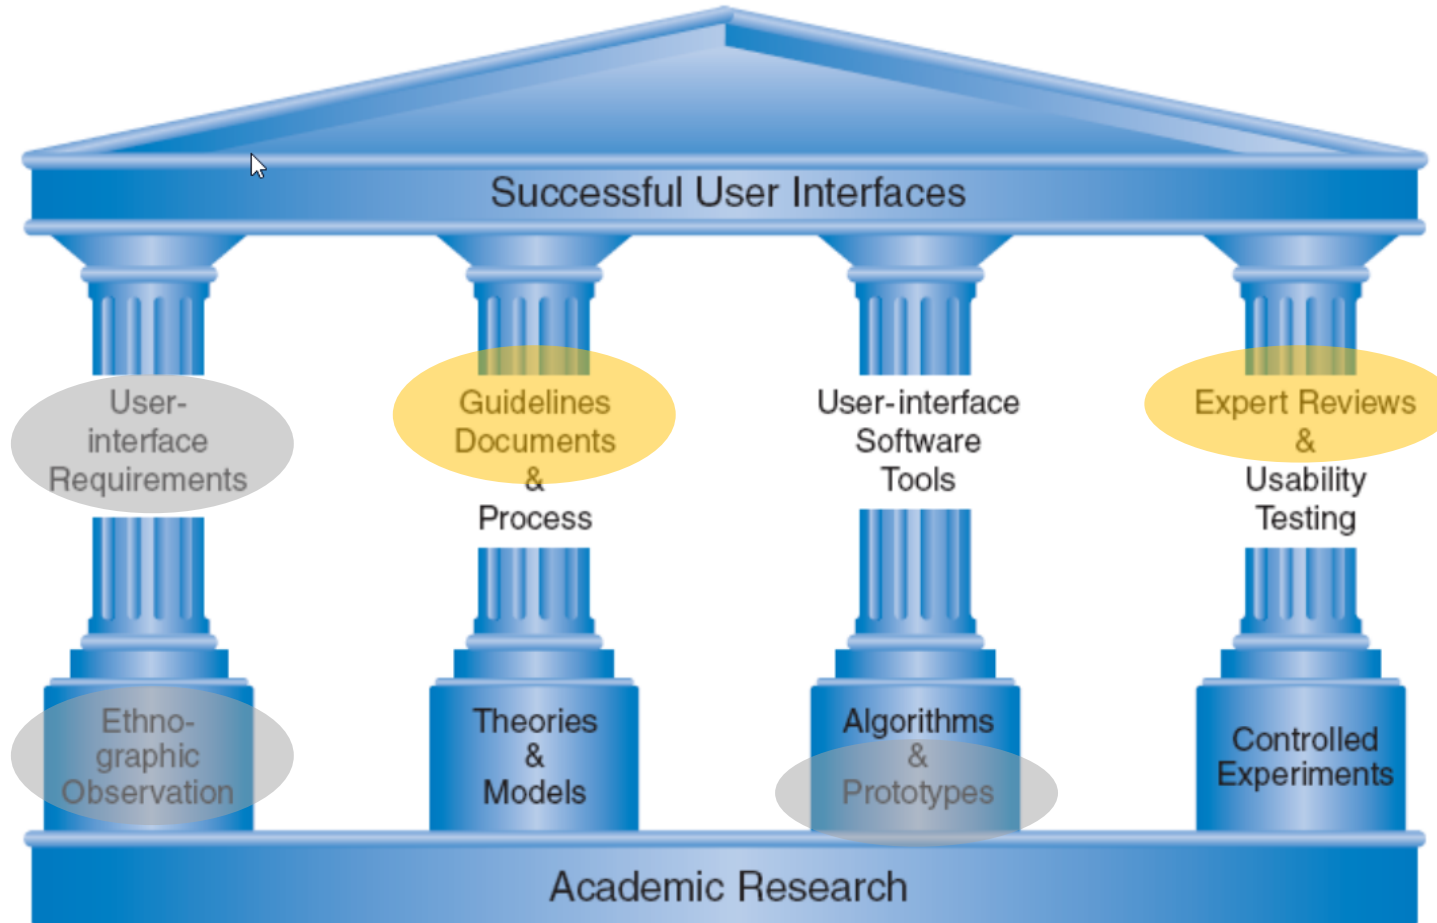 Successful User Interfaces
User-
interface
Requirements
Guidelines
Documents
&
Process
User-interface
Software
Tools
Expert Reviews
&
Usability
Testing
Ethno-
graphic
Observation
Theories
&
Models
Algorithms
&
Prototypes
Controlled
Experiments
Academic Research